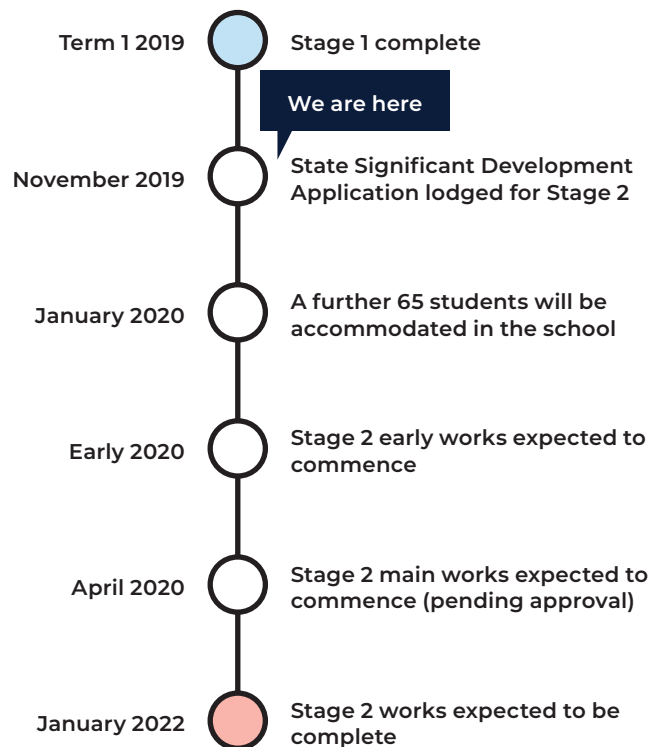 Term 1 2019
Stage 1 complete
We are here
November 2019
State Significant Development
Application lodged for Stage 2
January 2020
A further 65 students will be
accommodated in the school
Early 2020
Stage 2 early works expected to
commence
April 2020
Stage 2 main works expected to
commence (pending approval)
January 2022
Stage 2 works expected to be
complete